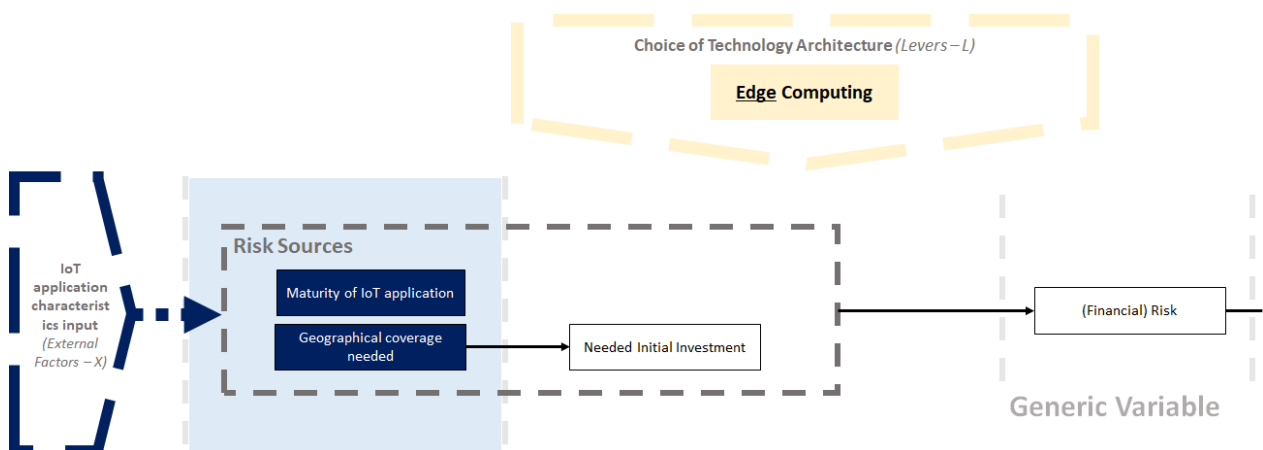 Choice of Technology Architecture (Levers – L)
Edge Computing
IoT
application
characterist
ics input
(External
Factors – X)
Risk Sources
Maturity of IoT application
Geographical coverage
needed
Needed Initial Investment
(Financial) Risk
Generic Variable